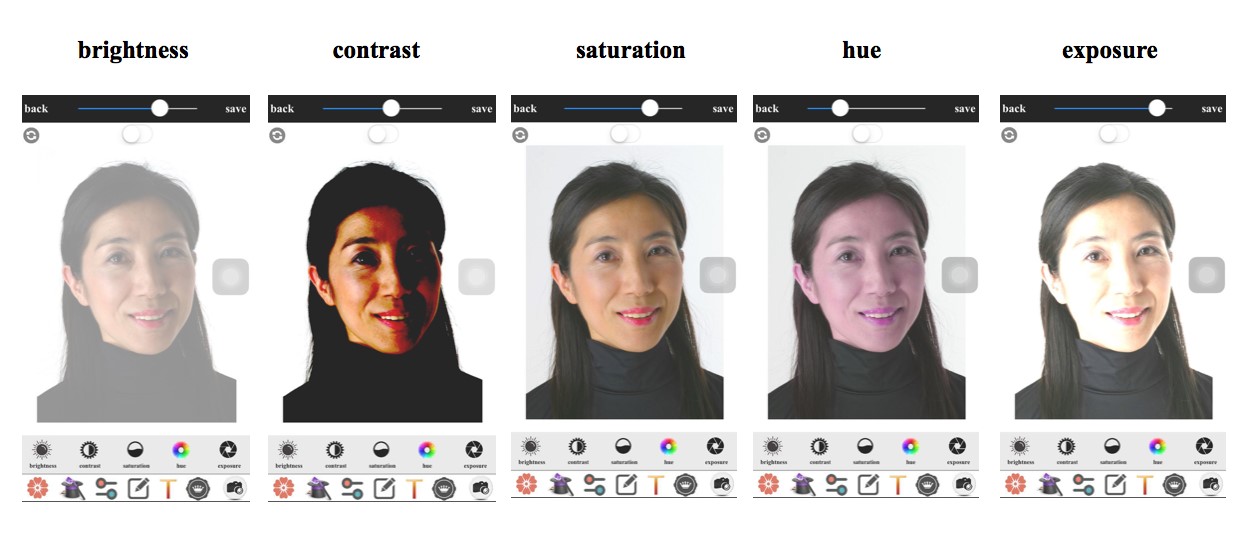 brightness contrast saturation hue exposure
back save back save back save back save back save
brightness contrast saturation hue exposure brightness contrast saturation hue exposure brightness contrast saturation hue exposure brightness contrast saturation hue exposure brightness contrast saturation hue exposure
T T T T T